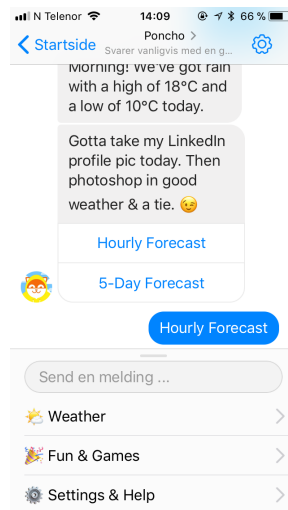 N Telenor 14:09 66 %
Startside
Poncho
Svarer vanligvis med en g...
Morning! We've got rain
with a high of 18°C and
a low of 10°C today.
Gotta take my LinkedIn
profile pic today. Then
photoshop in good
weather & a tie. 😉
Hourly Forecast
5-Day Forecast
Hourly Forecast
Send en melding ...
Weather
Fun & Games
Settings & Help